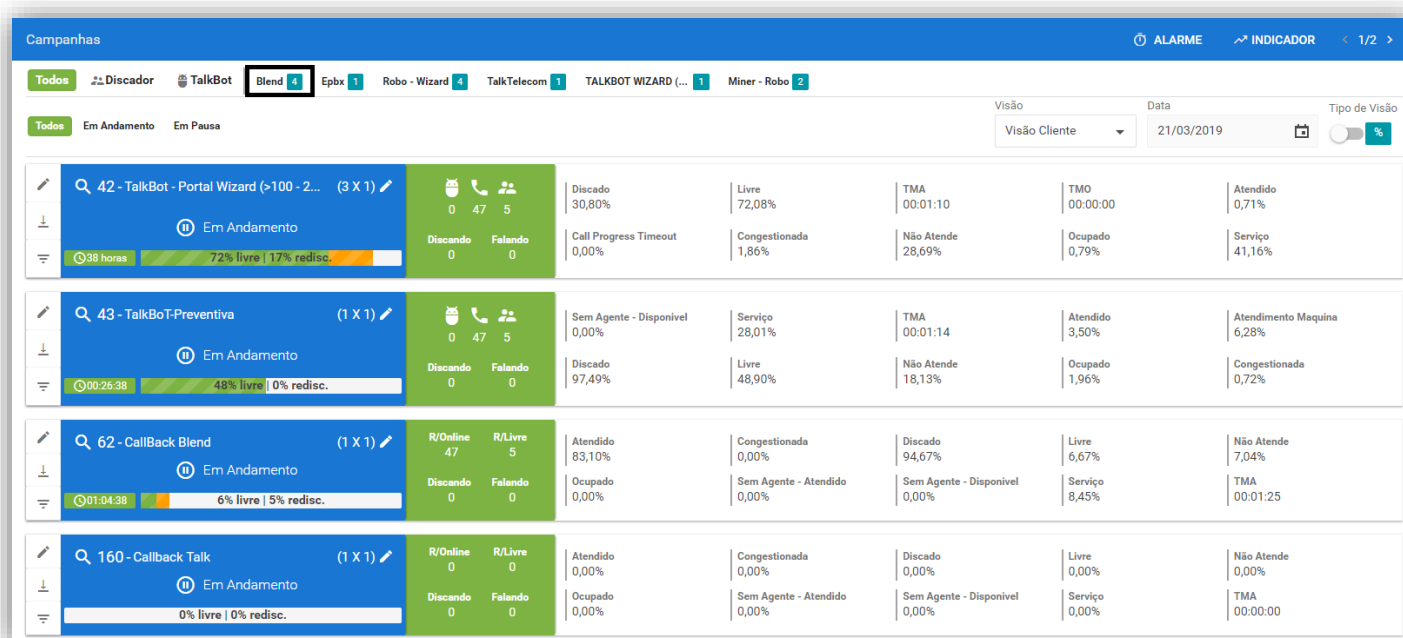 Campanhas ALARME INDICADOR < 1/2 >
Todos Discador TalkBot Blend 4 Epbx 1 Robo - Wizard 4 TalkTelecom 1 TALKBOT WIZARD (... 1 Miner - Robo 2
Visão Data Tipo de Visão
Todos Em Andamento Em Pausa Visão Cliente 21/03/2019 %
42 - TalkBot - Portal Wizard (>100 - 2... (3 X 1)
Em Andamento
38 horas 72% livre | 17% redisc.
0 47 5
Discando Falando
0 0
Discado Livre TMA TMO Atendido
30,80% 72,08% 00:01:10 00:00:00 0,71%
Call Progress Timeout Congestionada Não Atende Ocupado Serviço
0,00% 1,86% 28,69% 0,79% 41,16%
43 - TalkBoT-Preventiva (1 X 1)
Em Andamento
00:26:38 48% livre | 0% redisc.
0 47 5
Discando Falando
0 0
Sem Agente - Disponivel Serviço TMA Atendido Atendimento Maquina
0,00% 28,01% 00:01:14 3,50% 6,28%
Discado Livre Não Atende Ocupado Congestionada
97,49% 48,90% 18,13% 1,96% 0,72%
62 - CallBack Blend (1 X 1)
Em Andamento
01:04:38 6% livre | 5% redisc.
R/Online R/Livre
47 5
Discando Falando
0 0
Atendido Congestionada Discado Livre Não Atende
83,10% 0,00% 94,67% 6,67% 7,04%
Ocupado Sem Agente - Atendido Sem Agente - Disponivel Serviço TMA
0,00% 0,00% 0,00% 8,45% 00:01:25
160 - Callback Talk (1 X 1)
Em Andamento
0% livre | 0% redisc.
R/Online R/Livre
0 0
Discando Falando
0 0
Atendido Congestionada Discado Livre Não Atende
0,00% 0,00% 0,00% 0,00% 0,00%
Ocupado Sem Agente - Atendido Sem Agente - Disponivel Serviço TMA
0,00% 0,00% 0,00% 0,00% 00:00:00